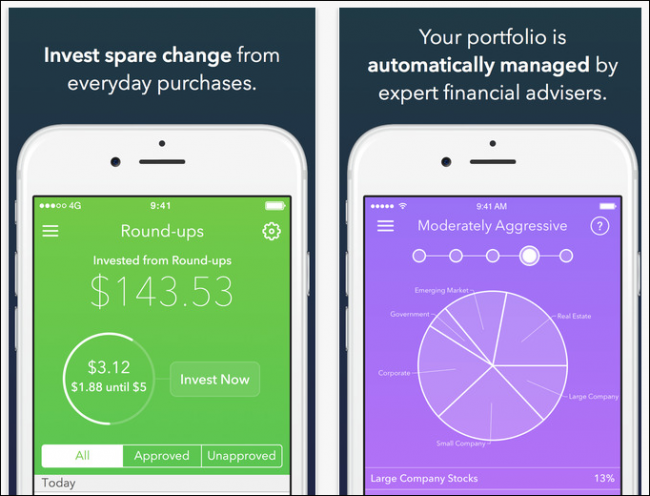 Invest spare change from
everyday purchases.
4G
9:41
Round-ups
Invested from Round-ups
$143.53
$3.12
$1.88 until $5
Invest Now
All
Approved
Unapproved
Today
Your portfolio is
automatically managed by
expert financial advisers.
9:41 AM
Moderately Aggressive
?
Emerging Market
Government
Real Estate
Corporate
Large Company
Small Company
Large Company Stocks 13%